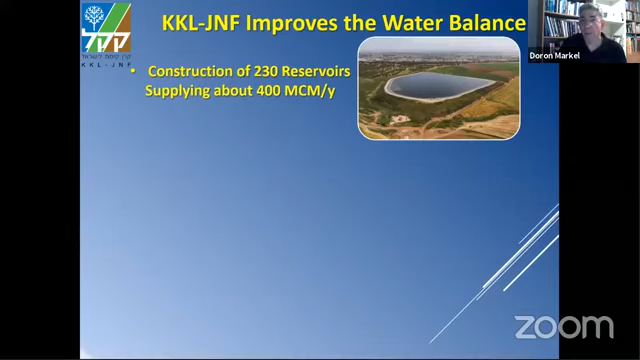 KKL-JNF Improves the Water Balance
Doron Markel
קק"ל
קרן קימת לישראל
KKL-JNF
• Construction of 230 Reservoirs
Supplying about 400 MCM/y
zoom